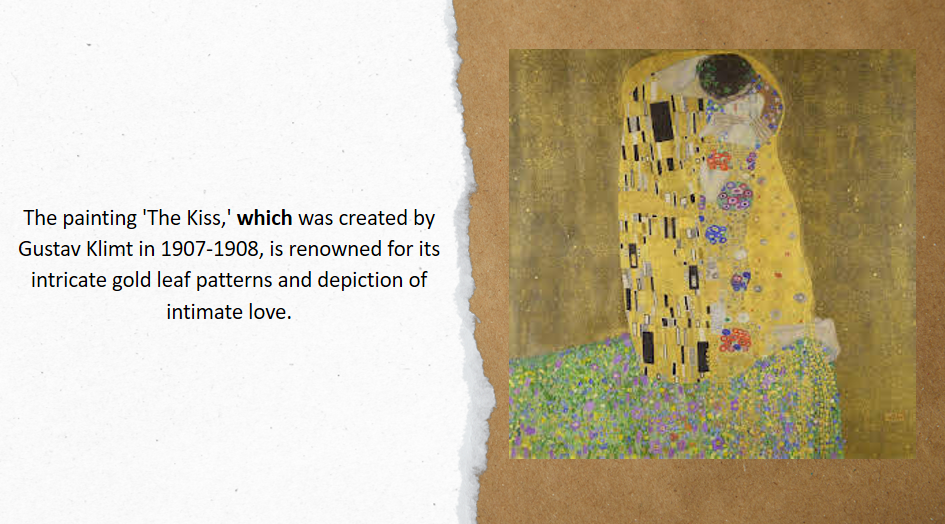 The painting 'The Kiss,' which was created by
Gustav Klimt in 1907-1908, is renowned for its
intricate gold leaf patterns and depiction of
intimate love.